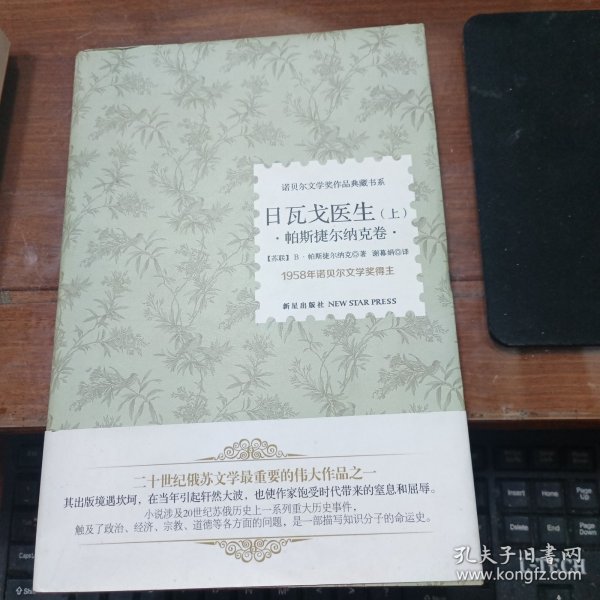 诺贝尔文学奖作品典藏书系
日瓦戈医生(上)
·帕斯捷尔纳克卷·
【苏联】B·帕斯捷尔纳克◎著 谢慕娟◎译
1958年诺贝尔文学奖得主
新星出版社 NEW STAR PRESS
二十世纪俄苏文学最重要的伟大作品之一
其出版境遇坎坷，在当年引起轩然大波，也使作家饱受时代带来的窒息和屈辱。
小说涉及20世纪苏俄历史上一系列重大历史事件，
触及了政治、经济、宗教、道德等各方面的问题，是一部描写知识分子的命运史。
孔夫子旧书网
www.kongfz.com
Delete
End
Page
Down
Shift